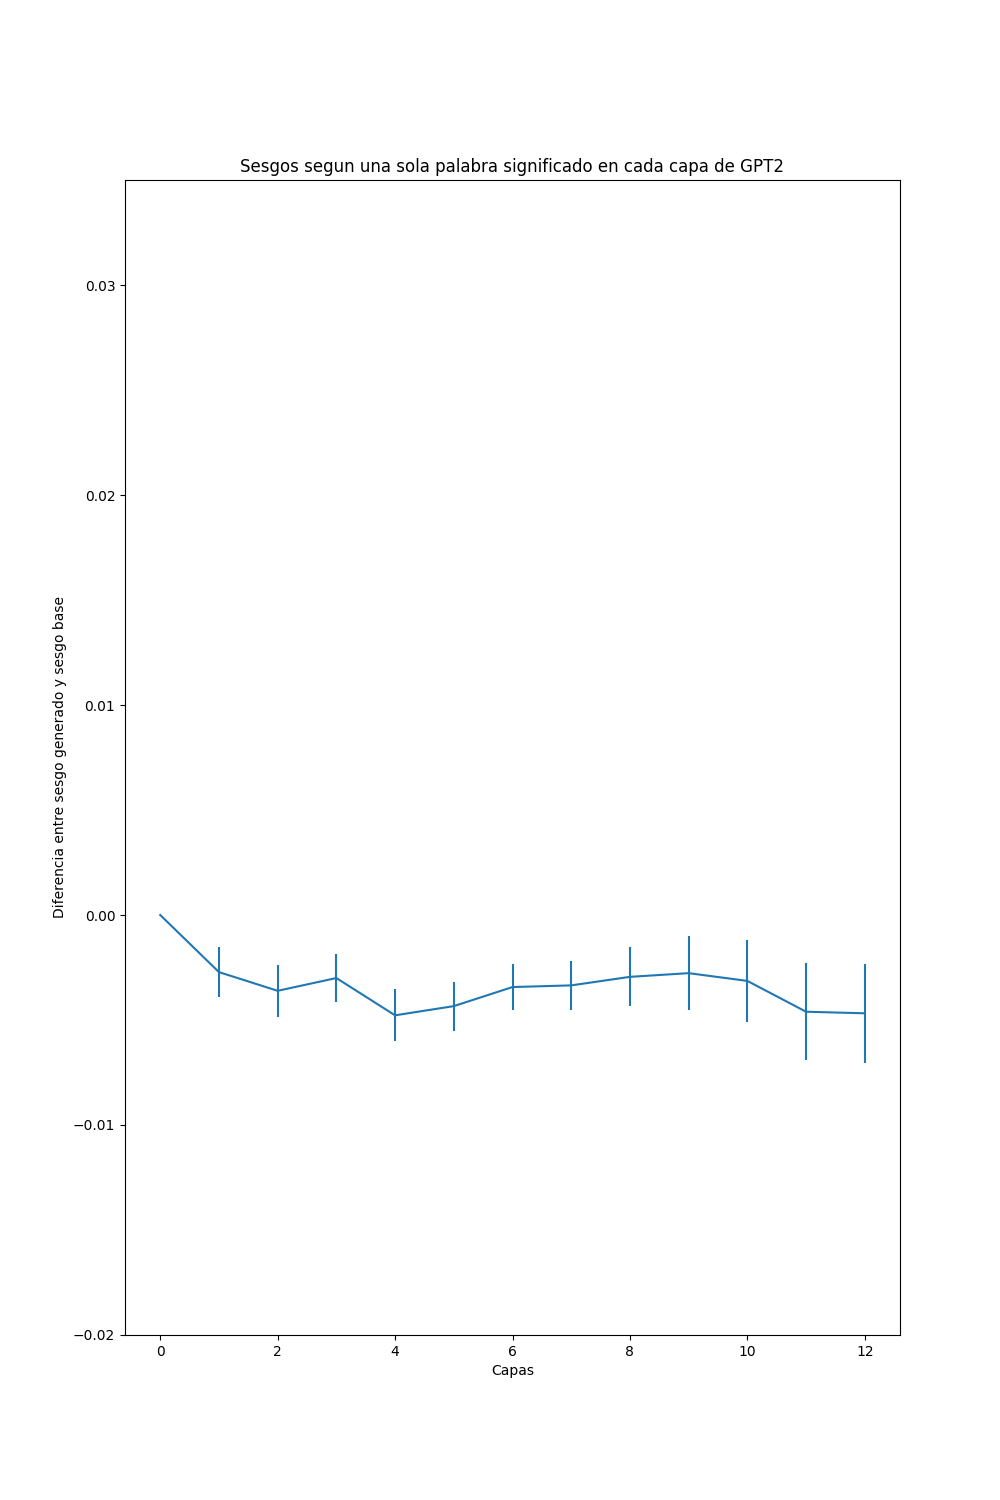 Sesgos segun una sola palabra significado en cada capa de GPT2
Diferencia entre sesgo generado y sesgo base
0.03
0.02
0.01
0.00
−0.01
−0.02
0 2 4 6 8 10 12
Capas